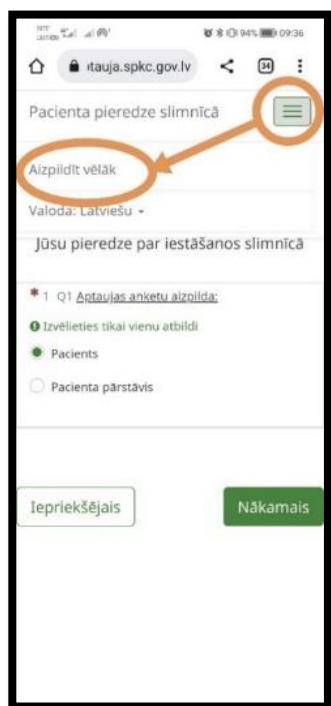 94% 09:36
itauja.spkc.gov.lv 34
Pacienta pieredze slimnīcā
Aizpildīt vēlāk
Valoda: Latviešu
Jūsu pieredze par iestāšanos slimnīcā
* 1 Q1 Aptaujas anketu aizpilda:
Izvēlieties tikai vienu atbildi
Pacients
Pacienta pārstāvis
Iepriekšējais
Nākamais